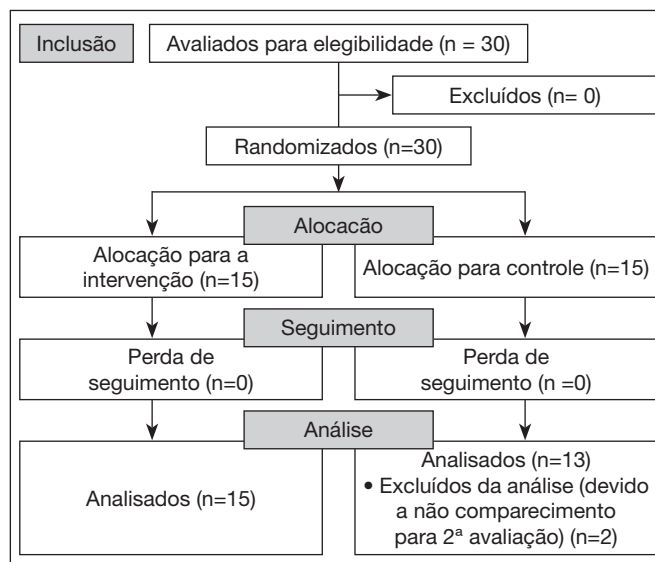 Inclusão
Avaliados para elegibilidade (n = 30)
Excluídos (n= 0)
Randomizados (n=30)
Alocacão
Alocação para a
intervenção (n=15)
Alocação para controle (n=15)
Seguimento
Perda de
seguimento (n=0)
Perda de
seguimento (n =0)
Análise
Analisados (n=15)
Analisados (n=13)
• Excluídos da análise (devido
a não comparecimento
para 2ª avaliação) (n=2)